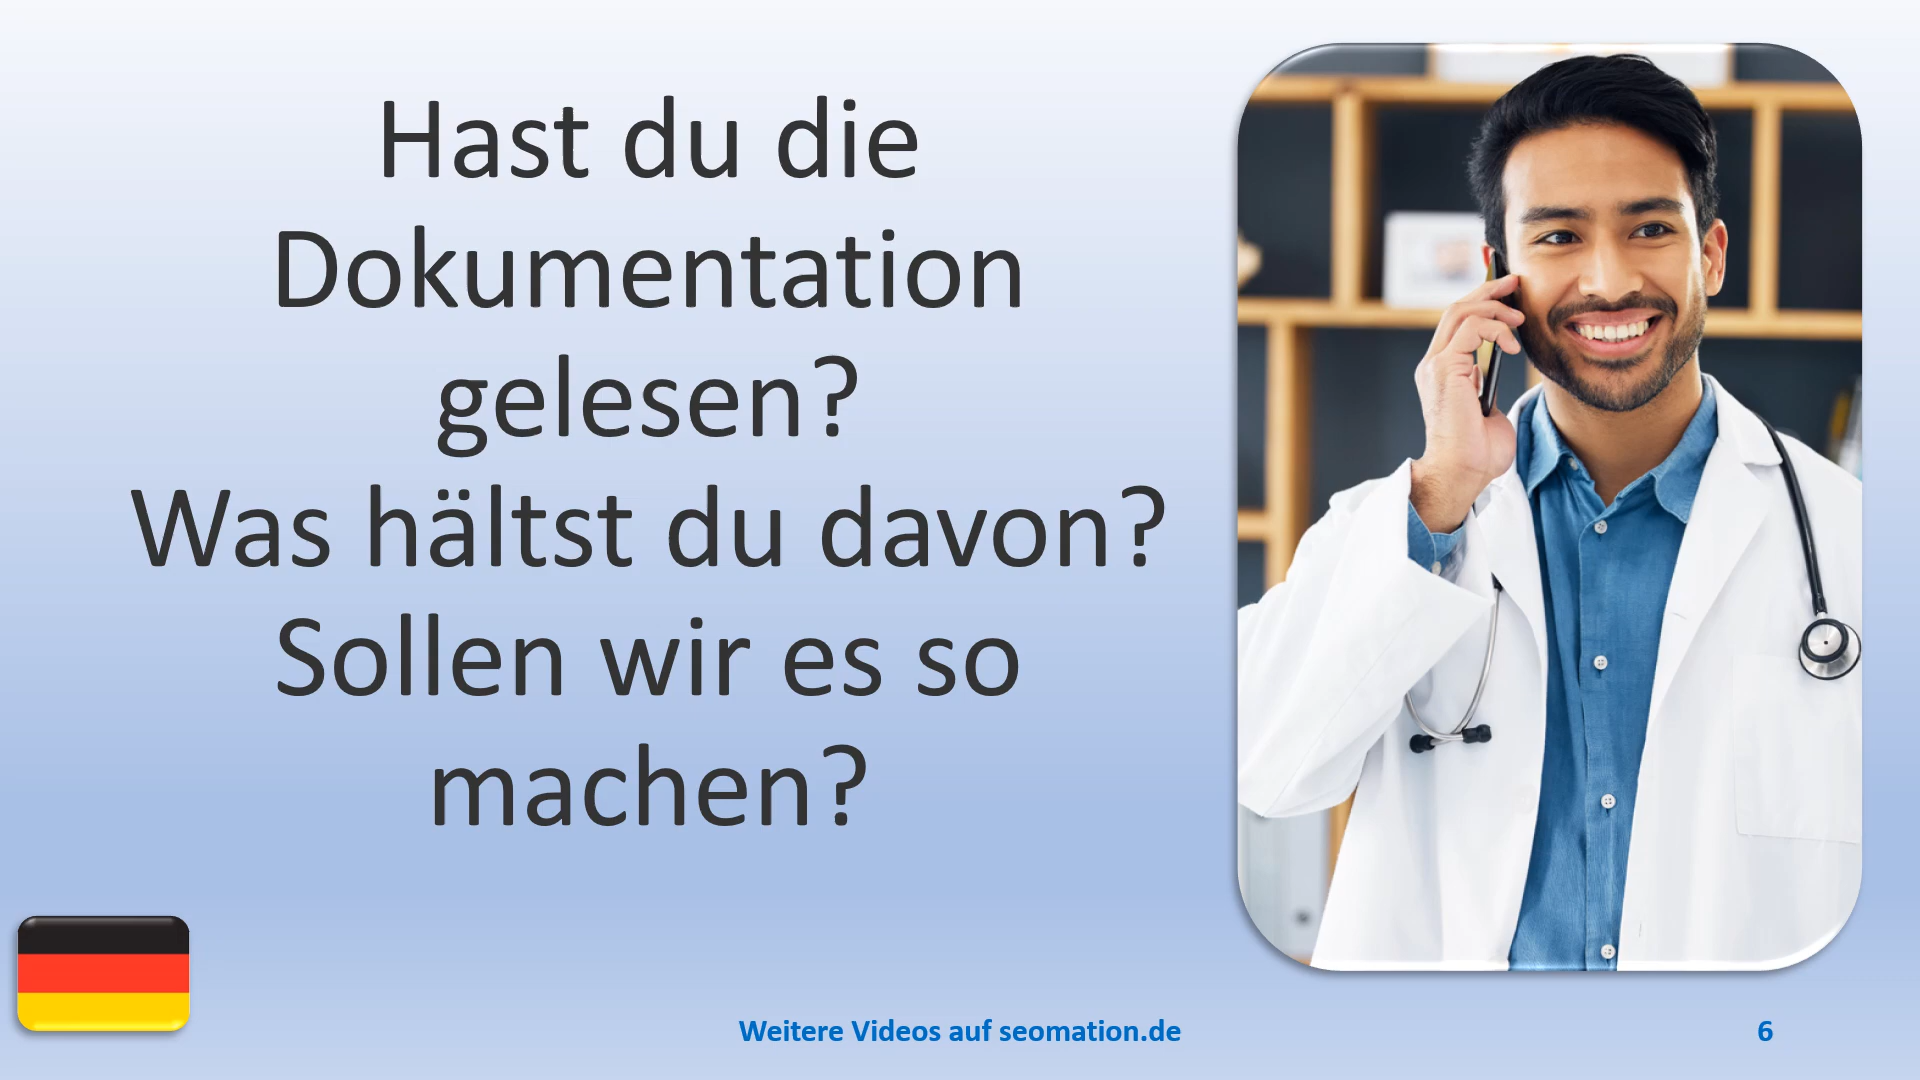 Hast du die
Dokumentation
gelesen?
Was hältst du davon?
Sollen wir es so
machen?
Weitere Videos auf seomation.de
6